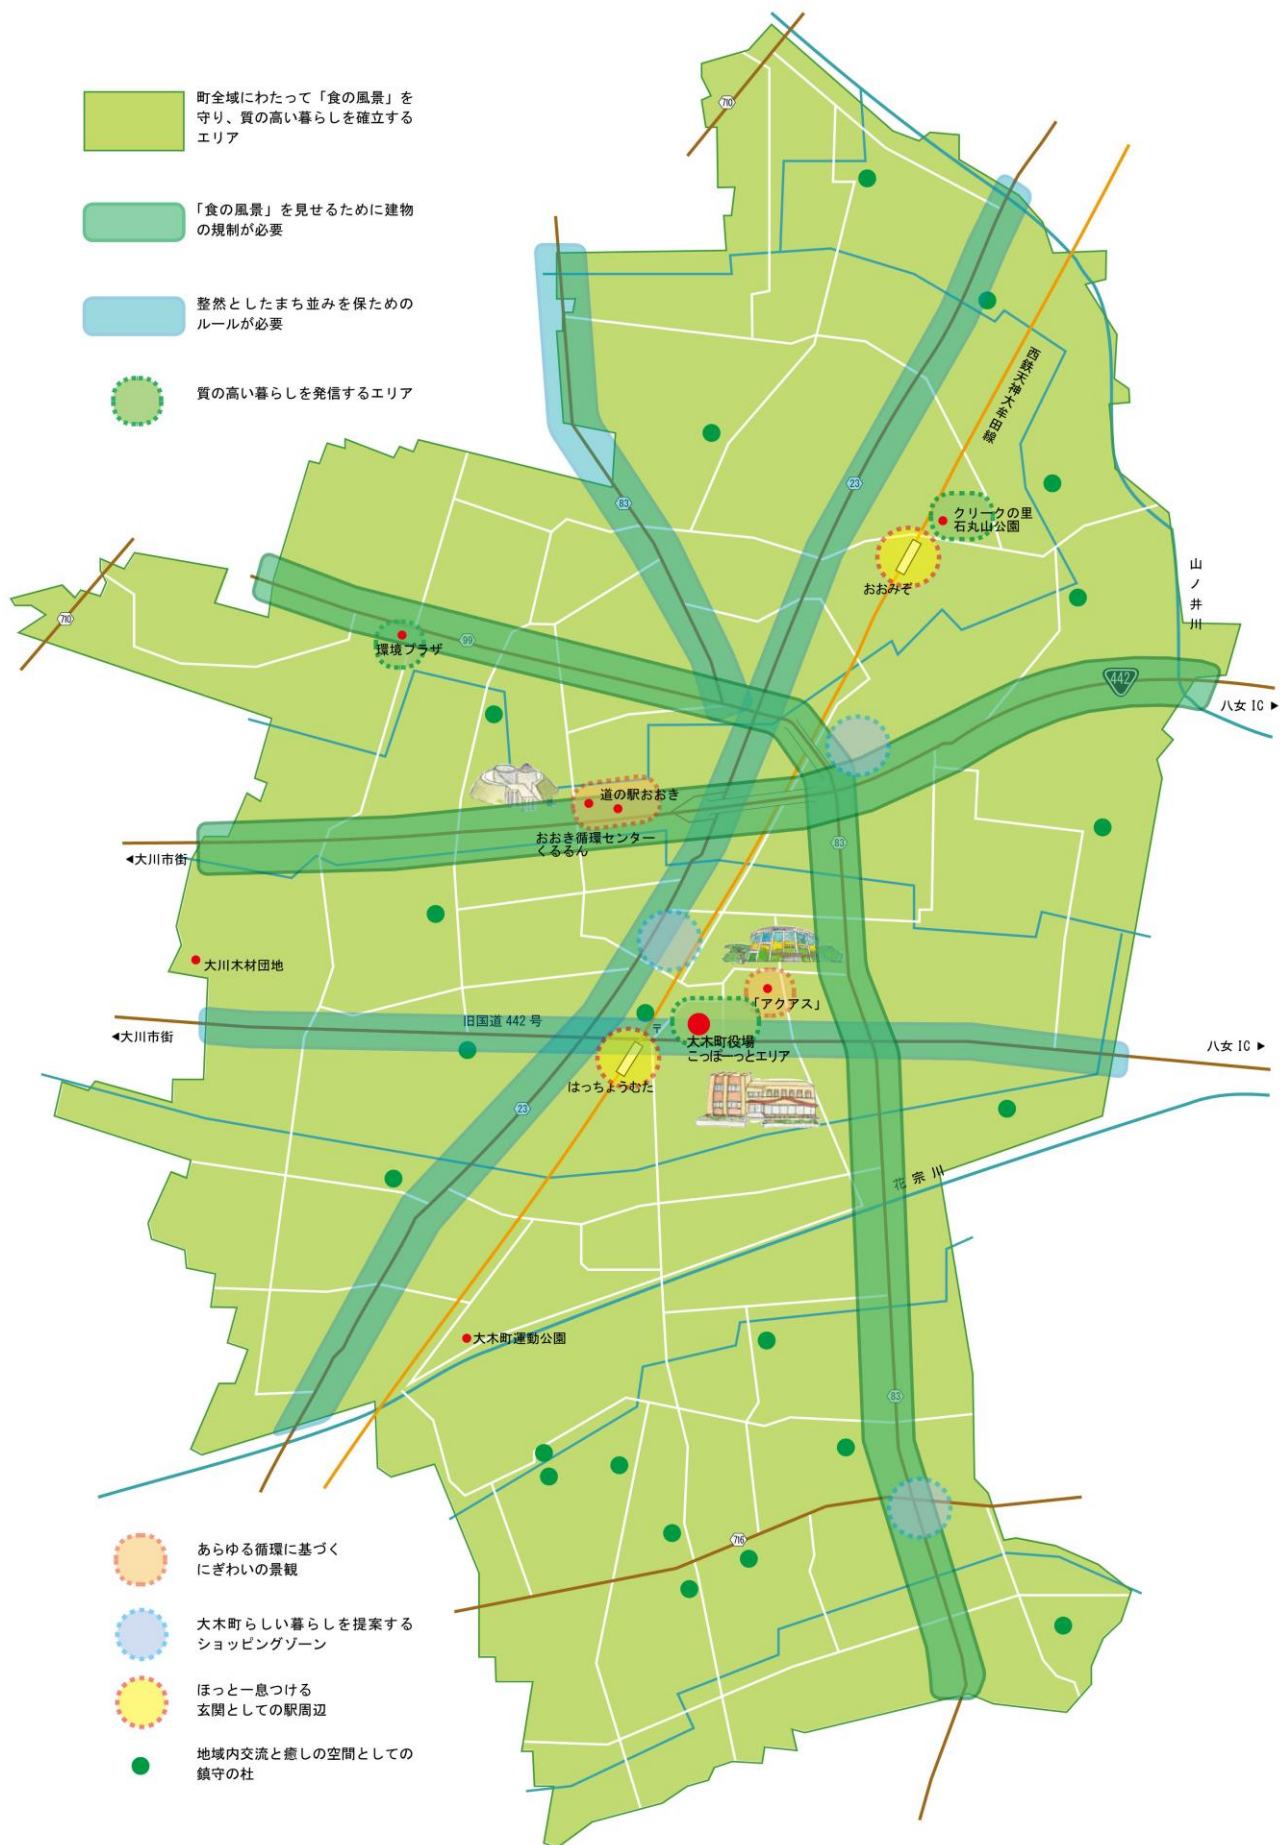 町全域にわたって「食の風景」を
守り、質の高い暮らしを確立する
エリア
「食の風景」を見せるために建物
の規制が必要
整然としたまち並みを保ための
ルールが必要
質の高い暮らしを発信するエリア
710
83
23
西鉄天神大牟田線
クリークの里
石丸山公園
おおみぞ
山ノ井川
710
環境プラザ
99
442
八女 IC ▶
道の駅おおき
おおき循環センター
くるるん
◀大川市街
83
大川木材団地
「アクアス」
旧国道 442 号
〒
◀大川市街
大木町役場
こっぽーっとエリア
八女 IC ▶
はっちょうむた
23
花宗川
大木町運動公園
83
716
あらゆる循環に基づく
にぎわいの景観
大木町らしい暮らしを提案する
ショッピングゾーン
ほっと一息つける
玄関としての駅周辺
地域内交流と癒しの空間としての
鎮守の杜